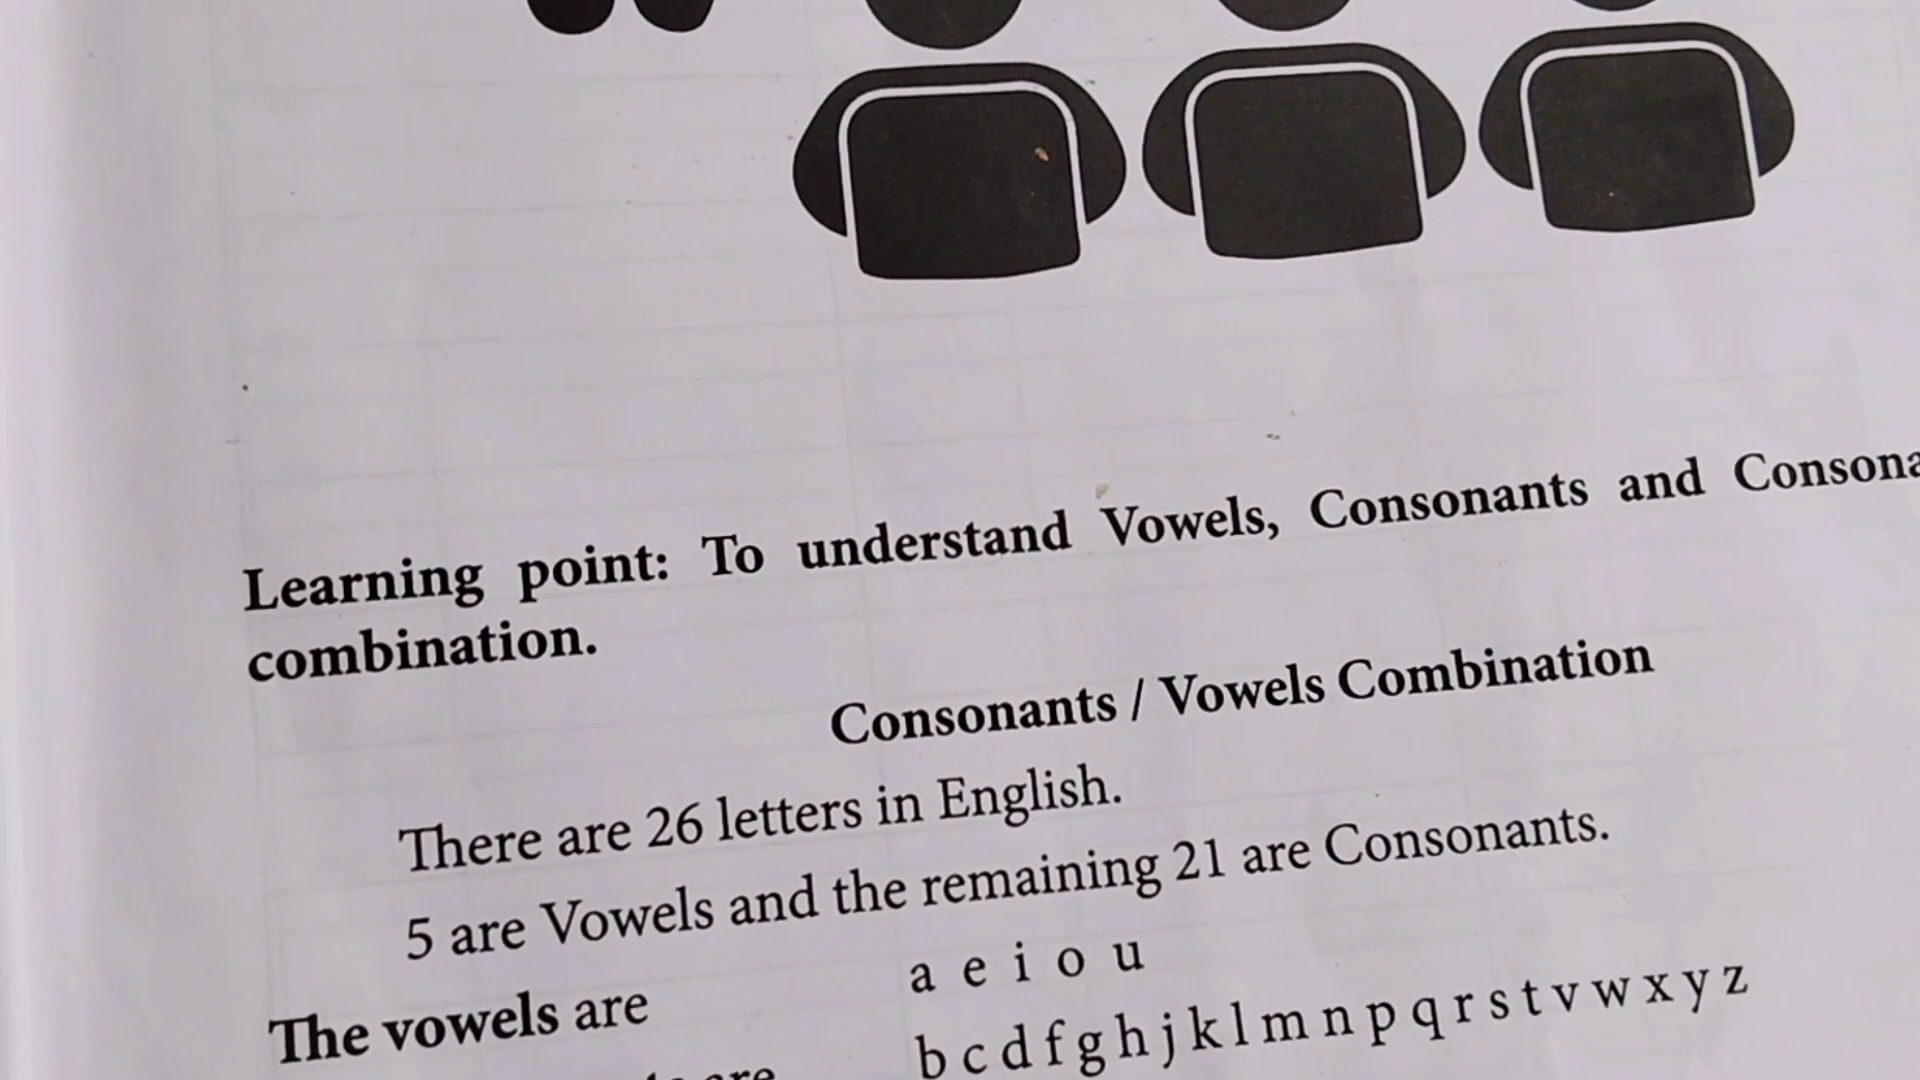 Learning point: To understand Vowels, Consonants and
combination.
Consonants / Vowels Combination
There are 26 letters in English.
5 are Vowels and the remaining 21 are Consonants.
The vowels are a e i o u
are b c d f g h j k l m n p q r s t v w x y z